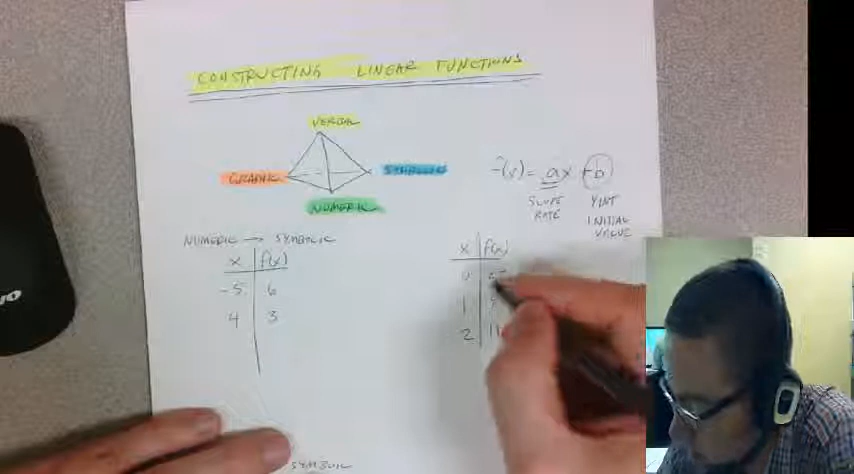 CONSTRUCTING LINEAR FUNCTIONS
VERBAL
GRAPHIC
SYMBOLIC
NUMERIC
f(x) = ax + b
SLOPE
RATE
YINT
INITIAL
VALUE
NUMERIC → SYMBOLIC
x f(x)
-5 6
4 3
x f(x)
0
1
2 11
SYMBOLIC